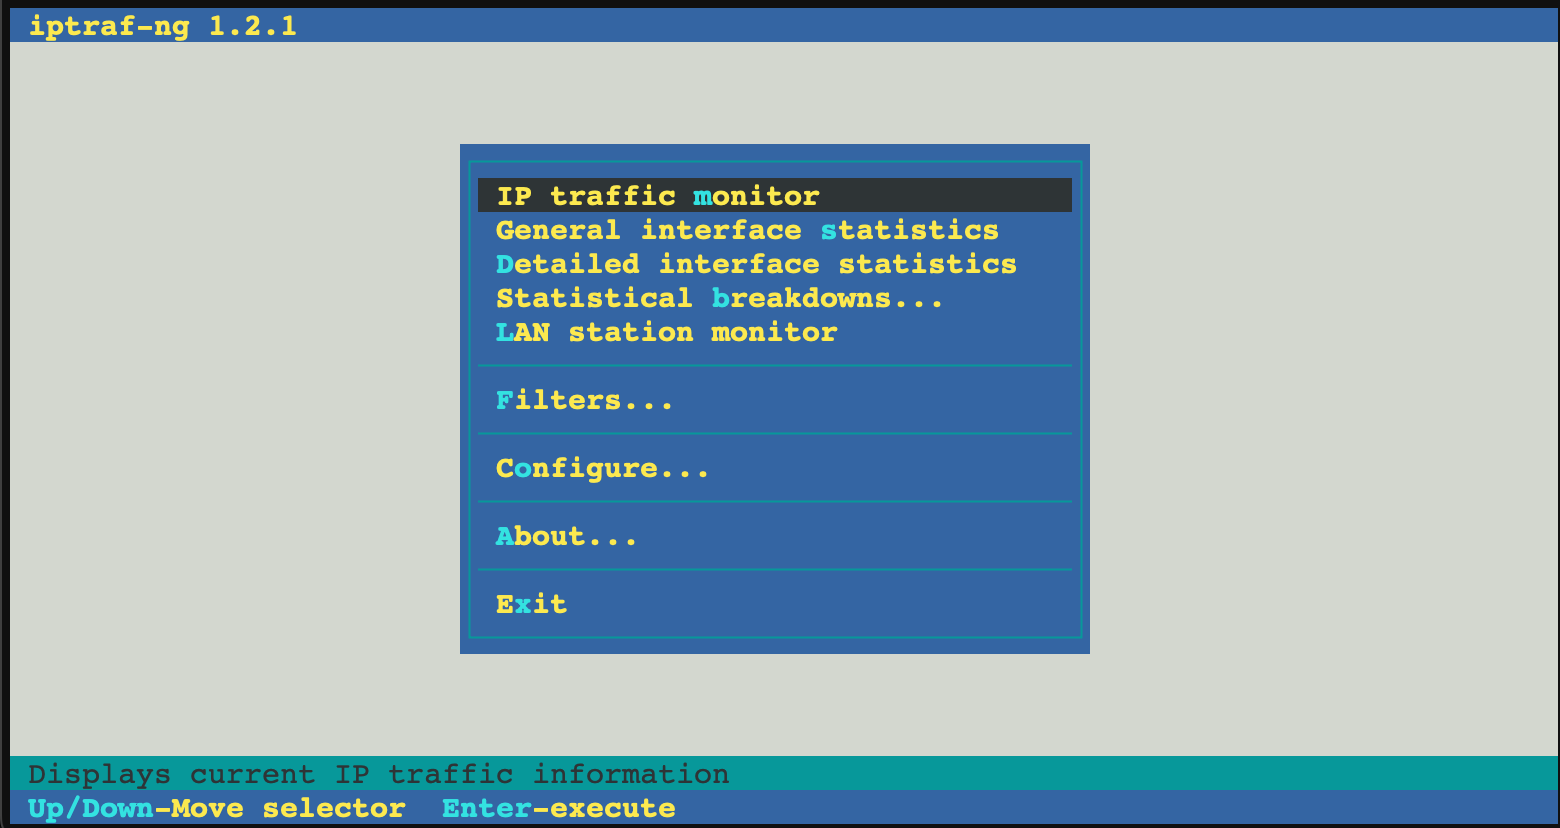 iptraf-ng 1.2.1
IP traffic monitor
General interface statistics
Detailed interface statistics
Statistical breakdowns...
LAN station monitor
Filters...
Configure...
About...
Exit
Displays current IP traffic information
Up/Down-Move selector  Enter-execute